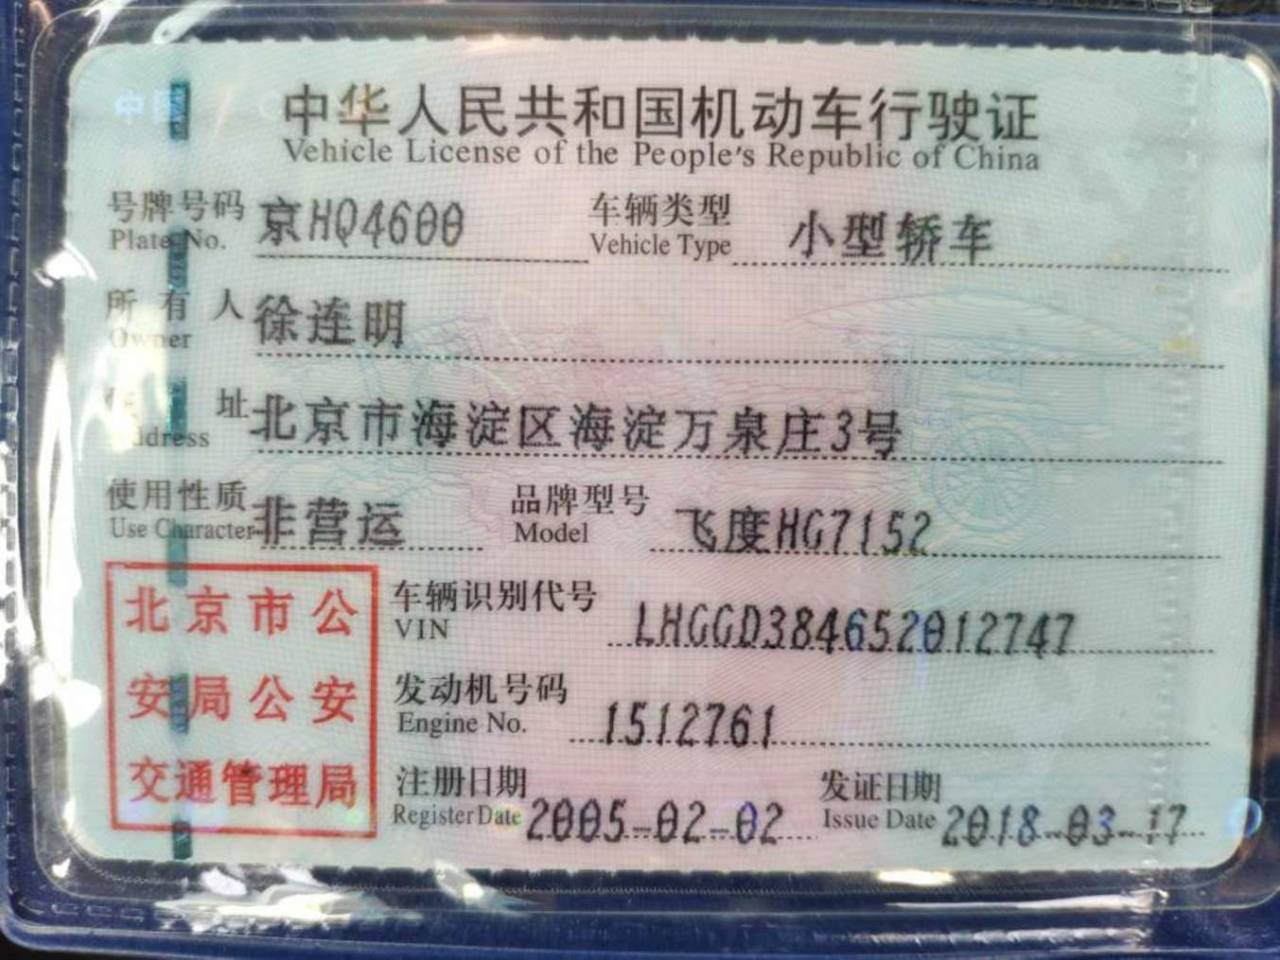 中华人民共和国机动车行驶证
Vehicle License of the People's Republic of China
号牌号码 京HQ4600 车辆类型 小型轿车
Plate No. Vehicle Type
所有人 徐连明
Owner
住址 北京市海淀区海淀万泉庄3号
Address
使用性质 非营运 品牌型号 飞度HG7152
Use Character Model
车辆识别代号 LHGGD384652012747
VIN
发动机号码 1512761
Engine No.
注册日期 2005-02-02 发证日期 2018-03-17
Register Date Issue Date
北京市公
安局公安
交通管理局